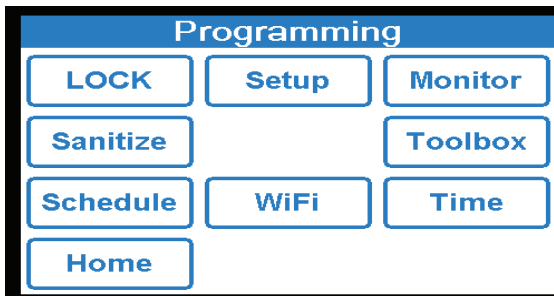 Programming
LOCK Setup Monitor
Sanitize Toolbox
Schedule WiFi Time
Home